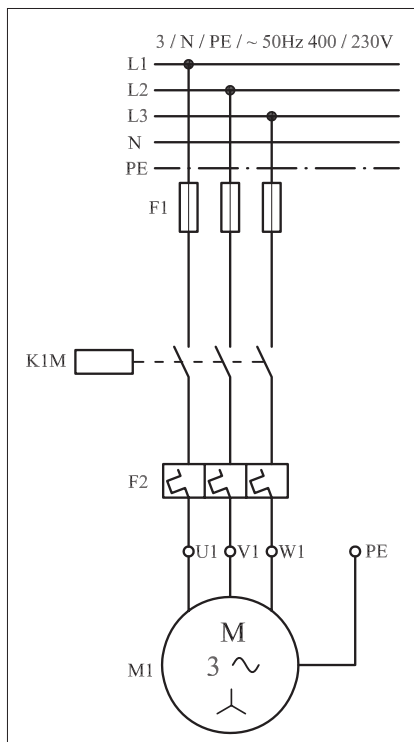 3 / N / PE / ~ 50Hz 400 / 230V
L1
L2
L3
N
PE
F1
K1M
F2
U1 V1 W1 PE
M1
M
3 ~